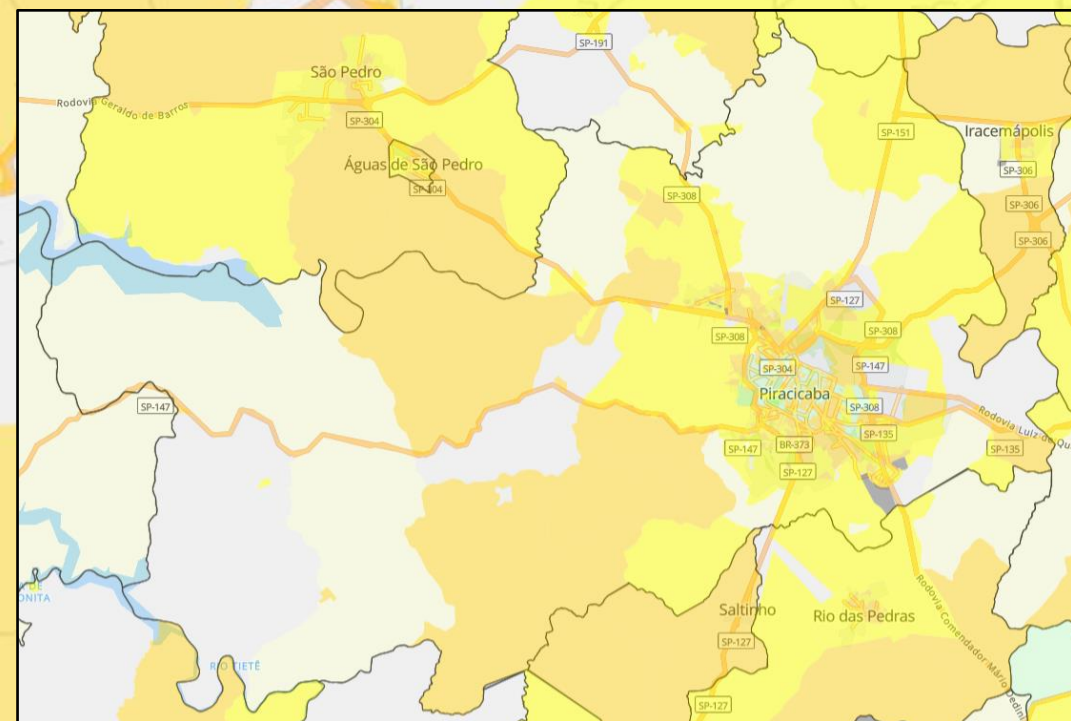 SP-191
São Pedro
Rodovia Geraldo de Barros
SP-304
SP-151
Iracemápolis
Águas de São Pedro
SP-304
SP-306
SP-308
SP-306
SP-306
SP-127
SP-308
SP-308
SP-304
SP-147
Piracicaba
SP-147
SP-308
Rodovia Luiz de Qu
SP-135
BR-373
SP-147
SP-135
SP-127
ONITA
Saltinho
Rio das Pedras
Rodovia Comendador Mário Dedini
SP-127
RIO TIETÊ
SP-127